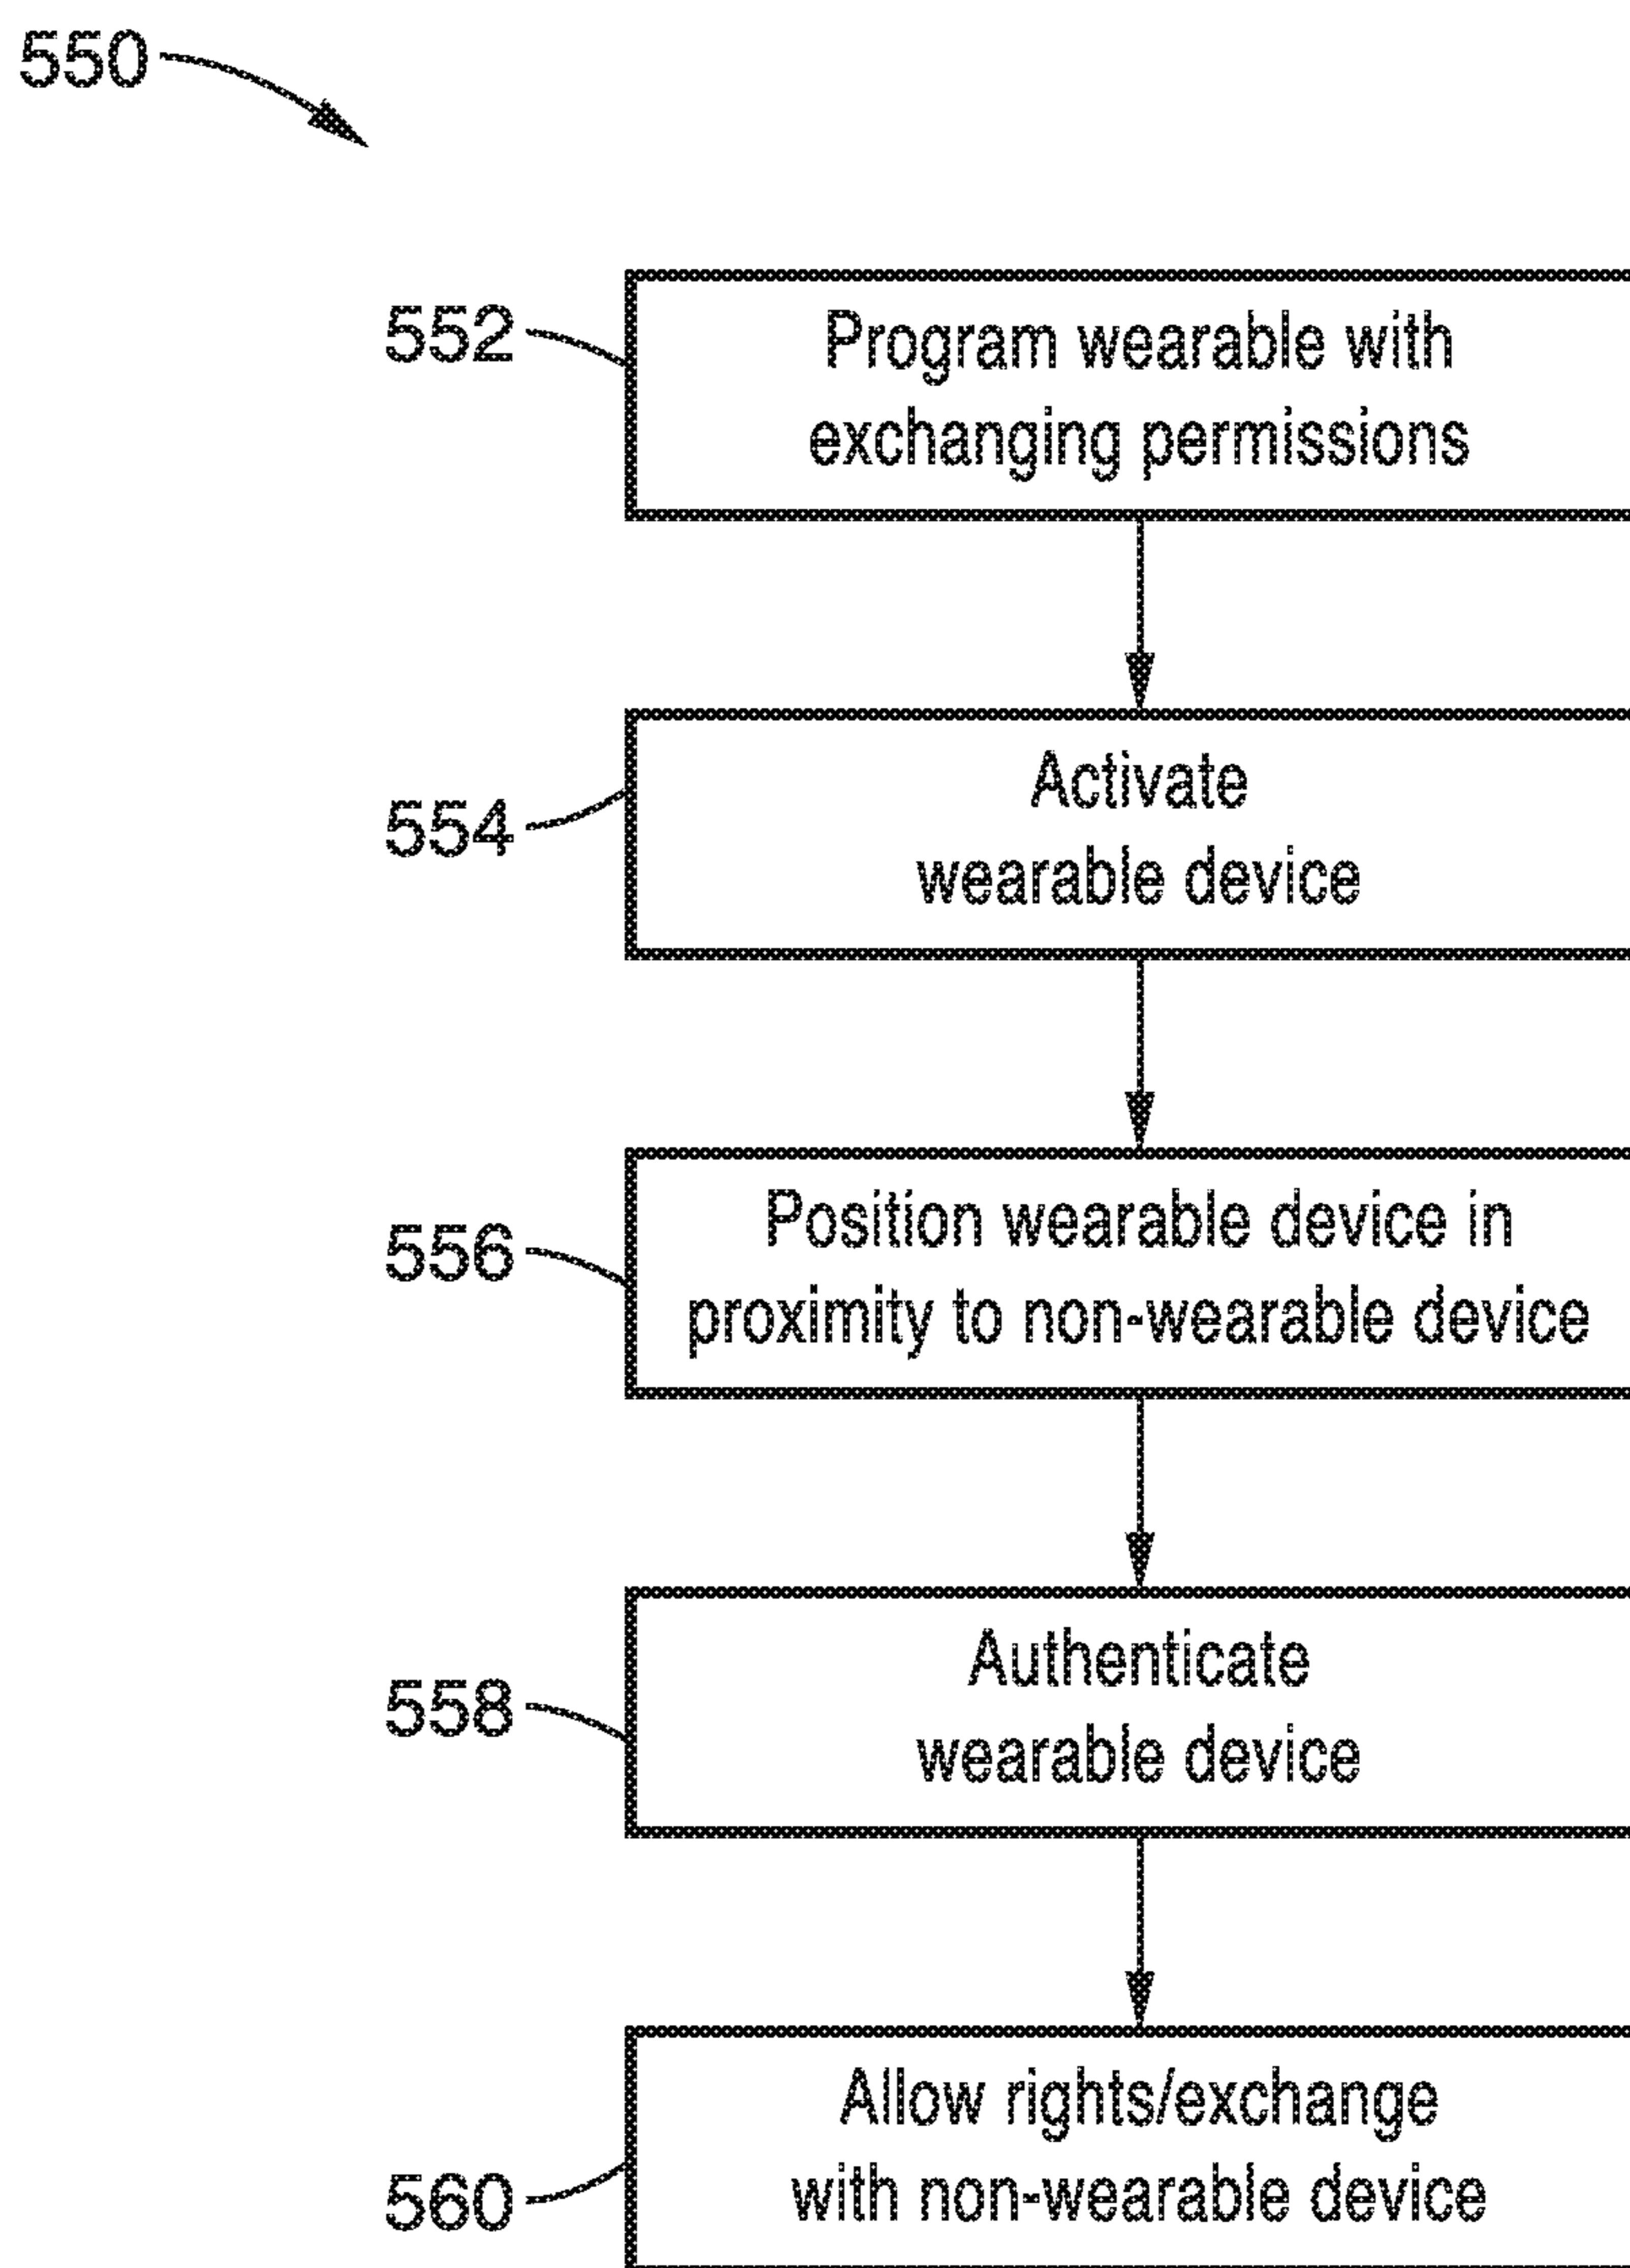 550
552
Program wearable with
exchanging permissions
554
Activate
wearable device
556
Position wearable device in
proximity to non-wearable device
558
Authenticate
wearable device
560
Allow rights/exchange
with non-wearable device